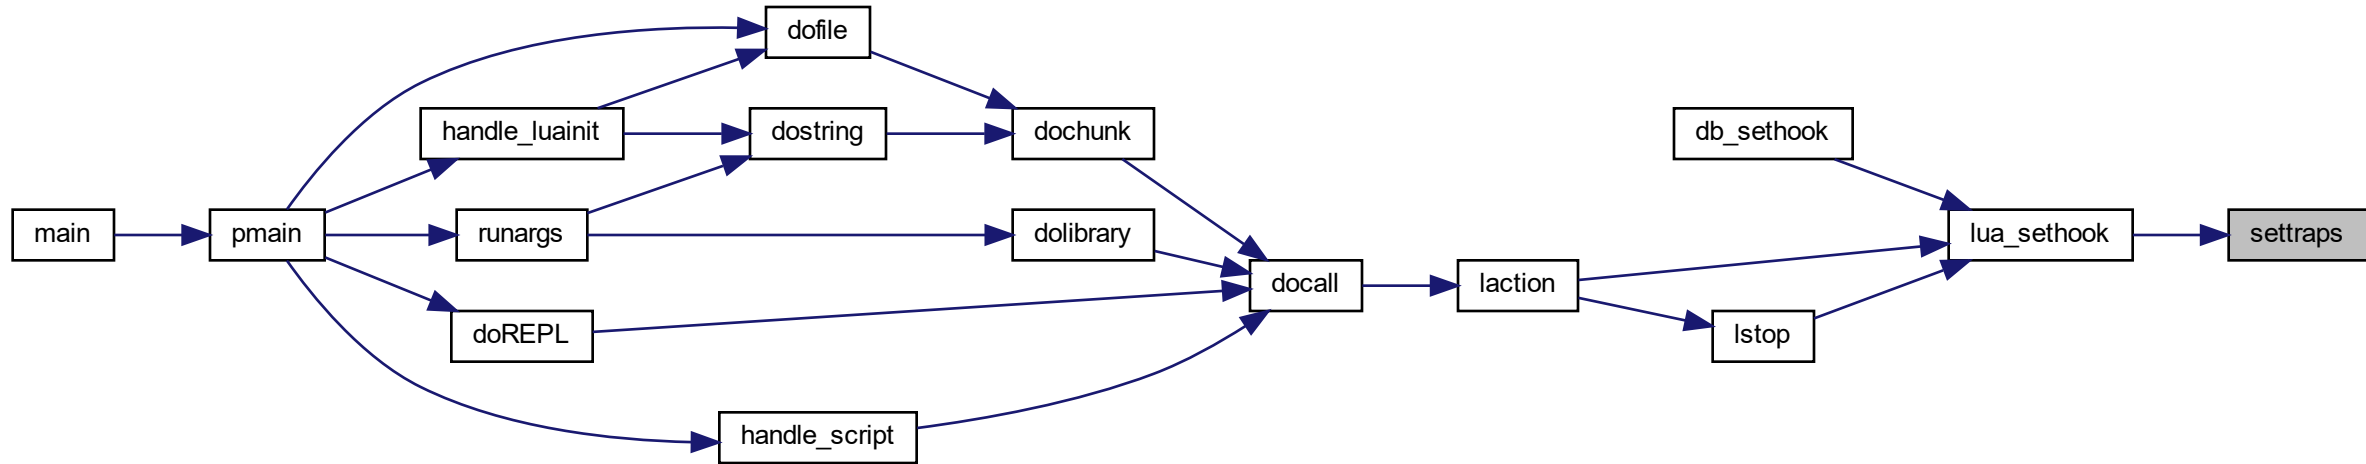 dofile
handle_luainit
dostring
dochunk
db_sethook
main
pmain
runargs
dolibrary
lua_sethook
settraps
docall
laction
doREPL
lstop
handle_script